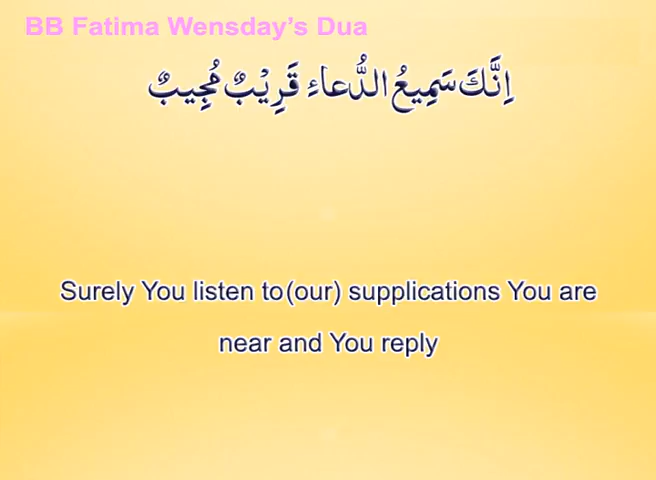 BB Fatima Wensday’s Dua
اِنَّكَ سَمِيعُ الدُّعاءِ قَرِيْبٌ مُجِيبٌ
Surely You listen to(our) supplications You are
near and You reply